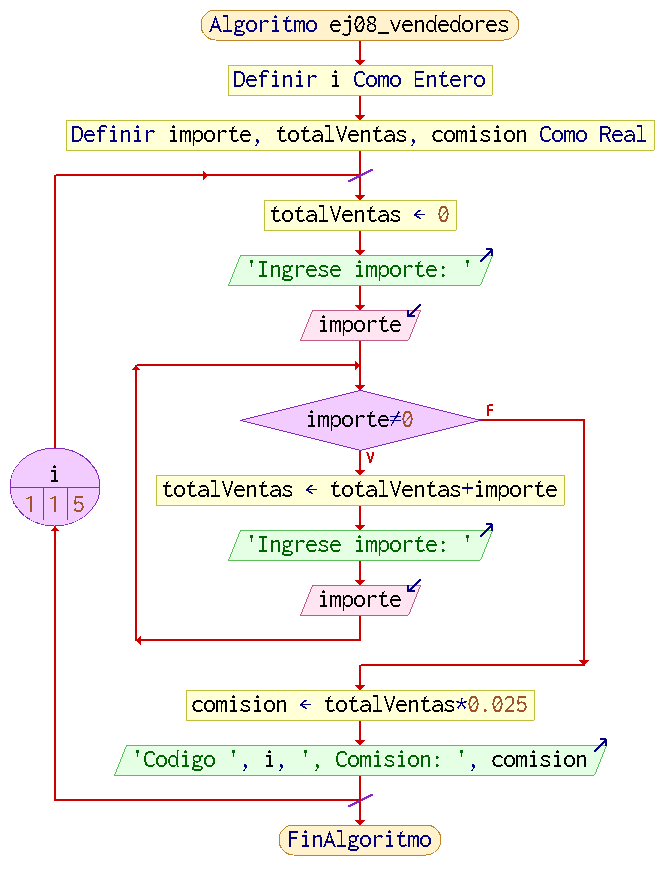 Algoritmo ej08_vendedores
Definir i Como Entero
Definir importe, totalVentas, comision Como Real
totalVentas ← 0
'Ingrese importe: '
importe
importe≠0
F
V
i
1 1 5
totalVentas ← totalVentas+importe
'Ingrese importe: '
importe
comision ← totalVentas*0.025
'Codigo ', i, ', Comision: ', comision
FinAlgoritmo